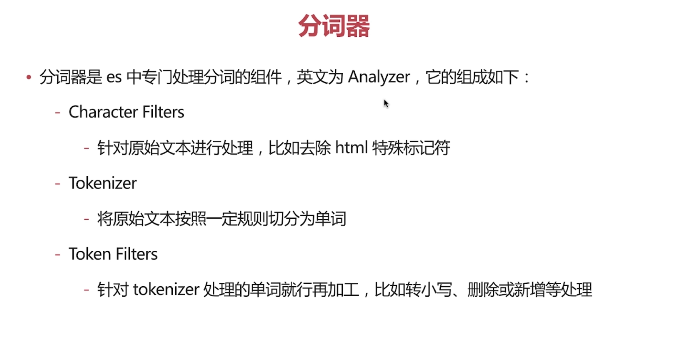 分词器
• 分词器是 es 中专门处理分词的组件，英文为 Analyzer，它的组成如下：
- Character Filters
- 针对原始文本进行处理，比如去除 html 特殊标记符
- Tokenizer
- 将原始文本按照一定规则切分为单词
- Token Filters
- 针对 tokenizer 处理的单词就行再加工，比如转小写、删除或新增等处理